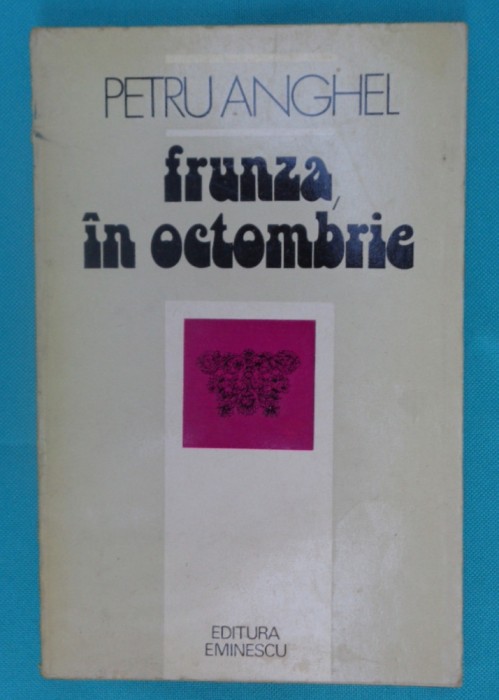 PETRU ANGHEL
frunza,
în octombrie
EDITURA
EMINESCU